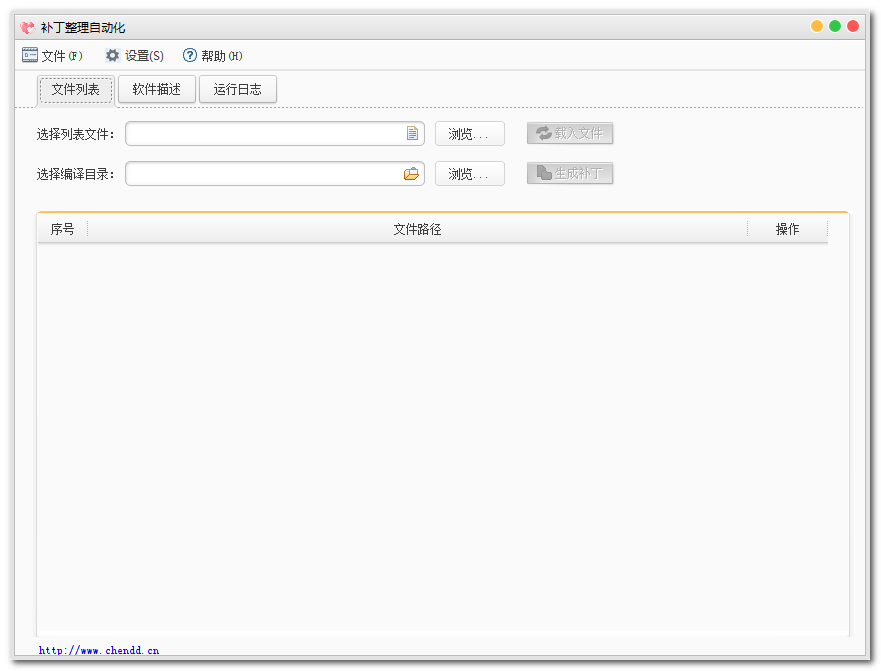 补丁整理自动化
文件(F) 设置(S) 帮助(H)
文件列表 软件描述 运行日志
选择列表文件: 浏览... 载入文件
选择编译目录: 浏览... 生成补丁
序号 文件路径 操作
http://www.chendd.cn